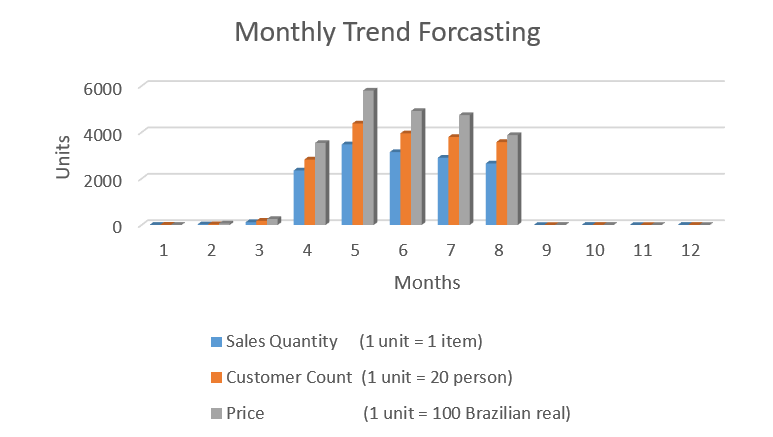 Monthly Trend Forcasting
6000
4000
2000
0
Units
1 2 3 4 5 6 7 8 9 10 11 12
Months
Sales Quantity (1 unit = 1 item)
Customer Count (1 unit = 20 person)
Price (1 unit = 100 Brazilian real)